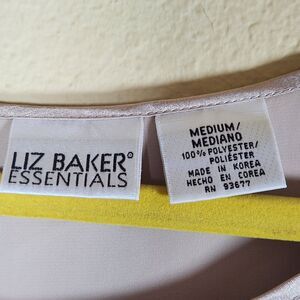 LIZ BAKER®
ESSENTIALS
MEDIUM/
MEDIANO
100% POLYESTER/
POLIÉSTER
MADE IN KOREA
HECHO EN COREA
RN 93677